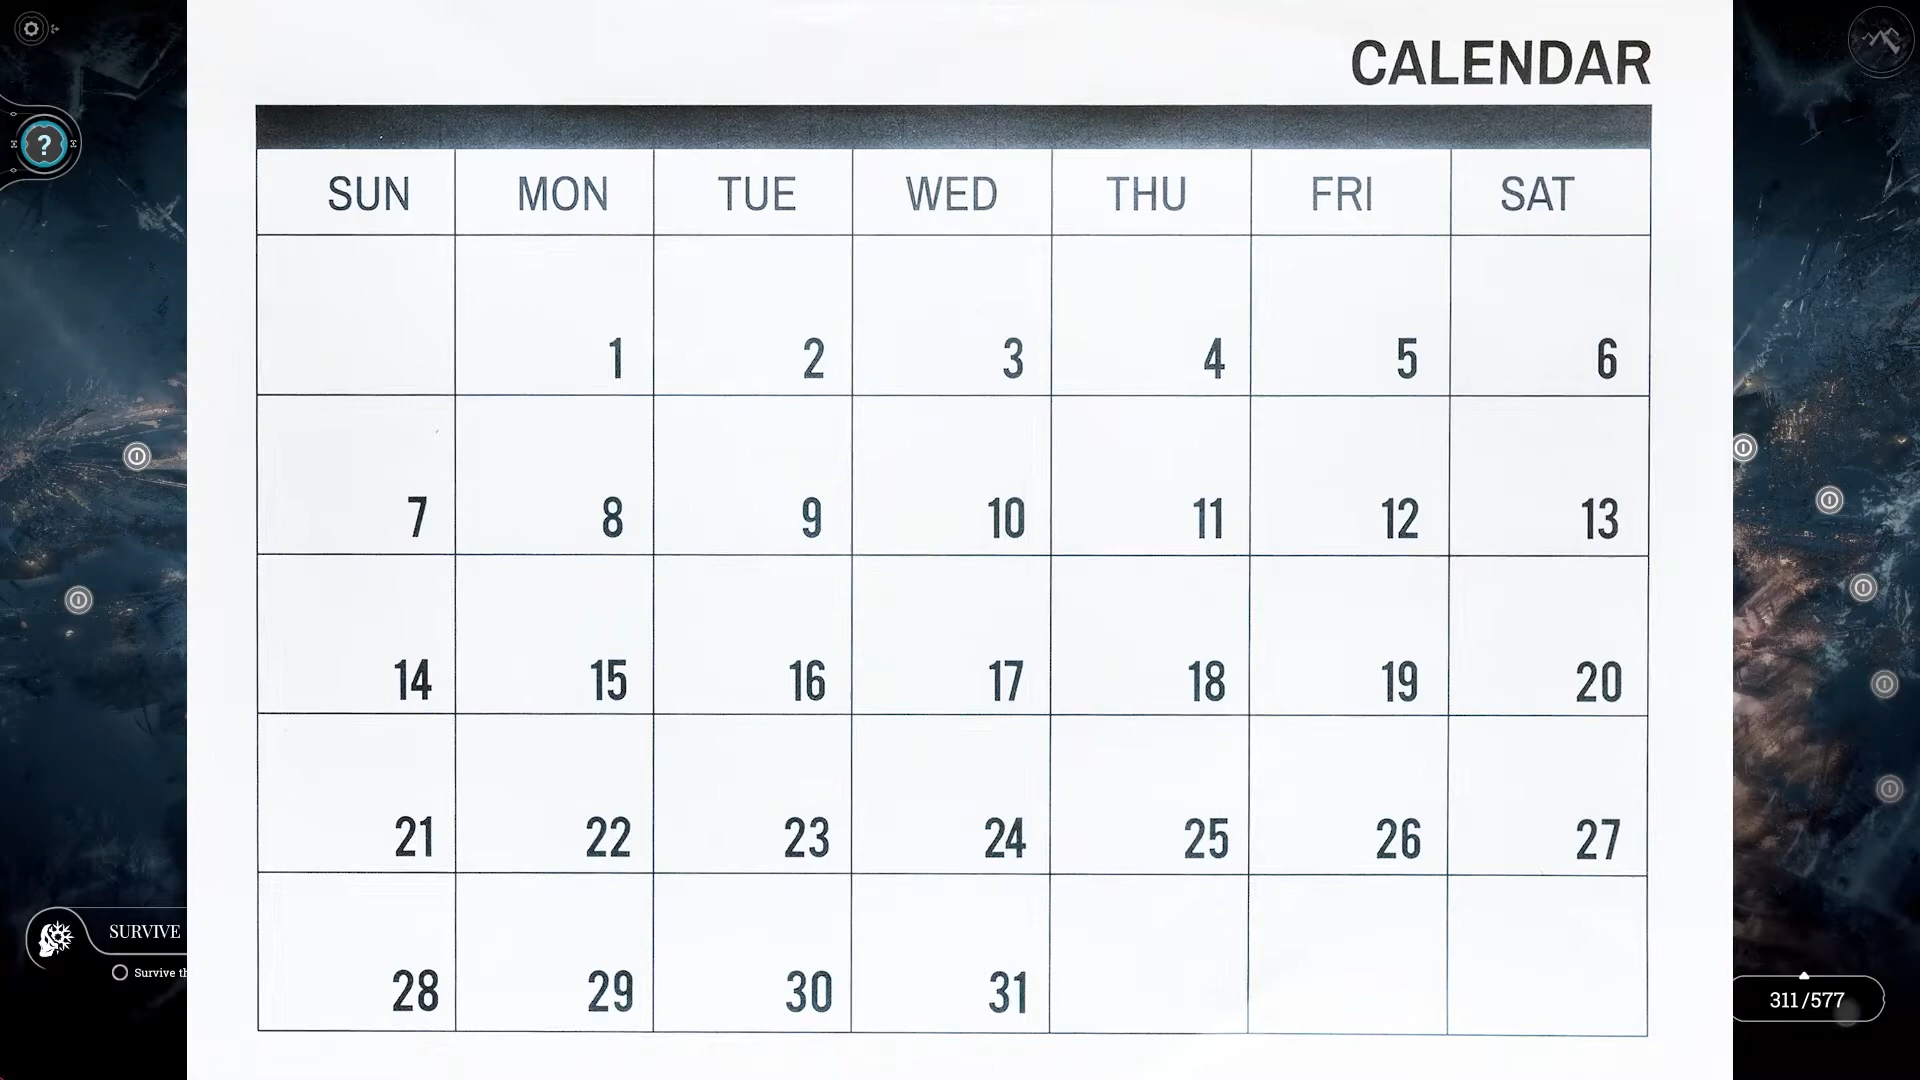 CALENDAR
SUN MON TUE WED THU FRI SAT
1 2 3 4 5 6
7 8 9 10 11 12 13
14 15 16 17 18 19 20
21 22 23 24 25 26 27
28 29 30 31
?
SURVIVE
Survive th
311/577